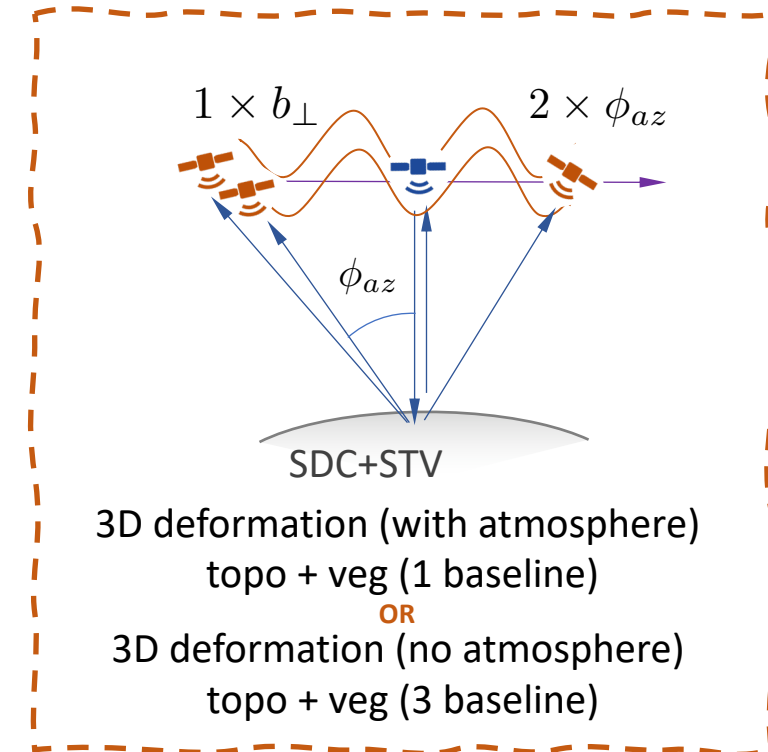 1 × b⊥
2 × ϕaz
ϕaz
SDC+STV
3D deformation (with atmosphere)
topo + veg (1 baseline)
OR
3D deformation (no atmosphere)
topo + veg (3 baseline)